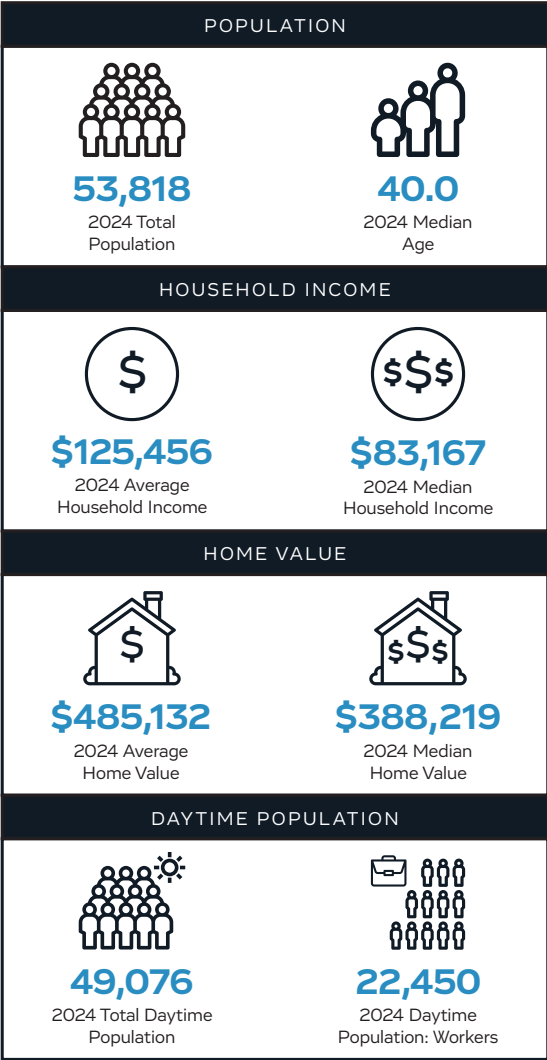 POPULATION
53,818
2024 Total
Population
40.0
2024 Median
Age
HOUSEHOLD INCOME
$
$125,456
2024 Average
Household Income
$$$
$83,167
2024 Median
Household Income
HOME VALUE
$
$485,132
2024 Average
Home Value
$$$
$388,219
2024 Median
Home Value
DAYTIME POPULATION
49,076
2024 Total Daytime
Population
22,450
2024 Daytime
Population: Workers